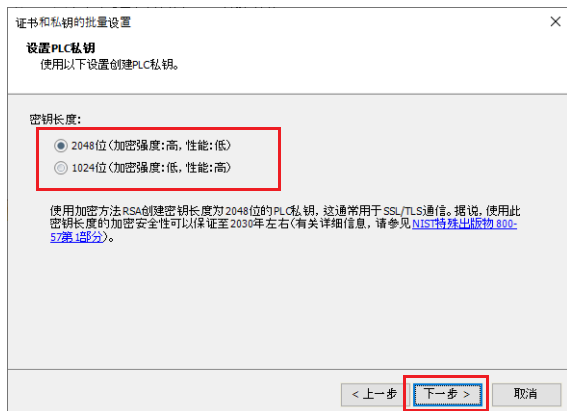 证书和私钥的批量设置
设置PLC私钥
使用以下设置创建PLC私钥。
密钥长度:
2048位(加密强度:高, 性能:低)
1024位(加密强度:低, 性能:高)
使用加密方法RSA创建密钥长度为2048位的PLC私钥, 这通常用于SSL/TLS通信。据说, 使用此
密钥长度的加密安全性可以保证至2030年左右(有关详细信息, 请参见NIST特殊出版物 800-
57第 1部分)。
< 上一步
下一步 >
取消